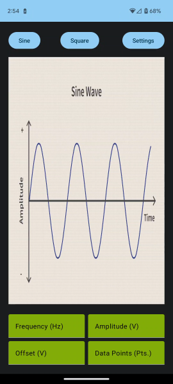 2:54 68%
Sine Square Settings
Sine Wave
+
Amplitude
Time
-
Frequency (Hz) Amplitude (V)
Offset (V) Data Points (Pts.)